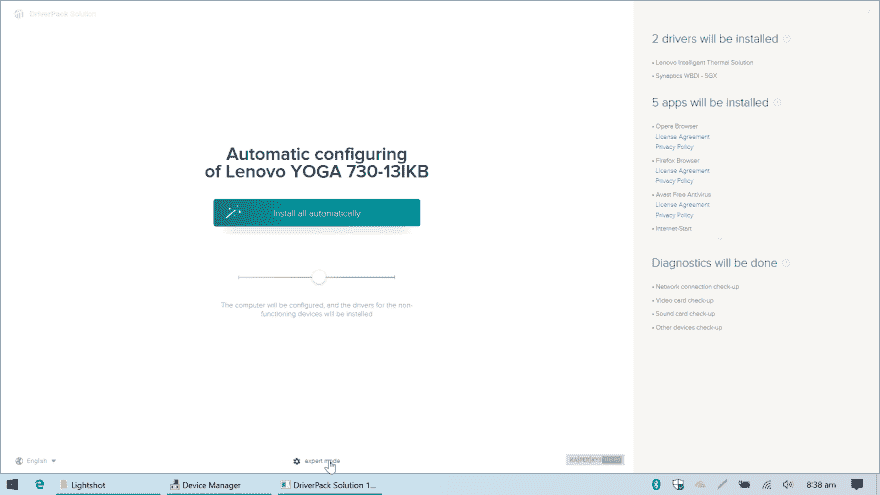 DriverPack Solution
Automatic configuring
of Lenovo YOGA 730-13IKB
Install all automatically
The computer will be configured, and the drivers for the non-
functioning devices will be installed
English
expert mode
2 drivers will be installed
• Lenovo Intelligent Thermal Solution
• Synaptics WBDI - SGX
5 apps will be installed
• Opera Browser
License Agreement
Privacy Policy
• Firefox Browser
License Agreement
Privacy Policy
• Avast Free Antivirus
License Agreement
Privacy Policy
• Internet-Start
Diagnostics will be done
• Network connection check-up
• Video card check-up
• Sound card check-up
• Other devices check-up
Lightshot
Device Manager
DriverPack Solution 1...
8:38 am